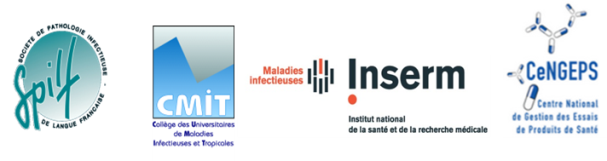 SOCIÉTÉ DE PATHOLOGIE INFECTIEUSE
Spilf
DE LANGUE FRANÇAISE
CMIT
Collège des Universitaires
de Maladies
Infectieuses et Tropicales
Maladies
infectieuses
Inserm
Institut national
de la santé et de la recherche médicale
CeNGEPS
Centre National
de Gestion des Essais
de Produits de Santé